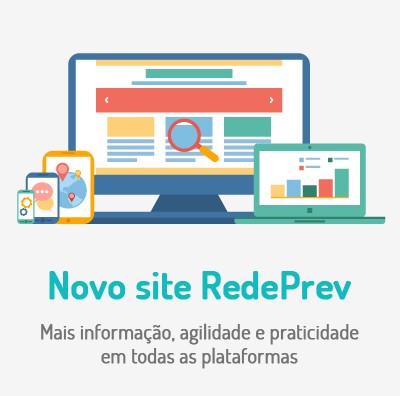 Novo site RedePrev
Mais informação, agilidade e praticidade
em todas as plataformas